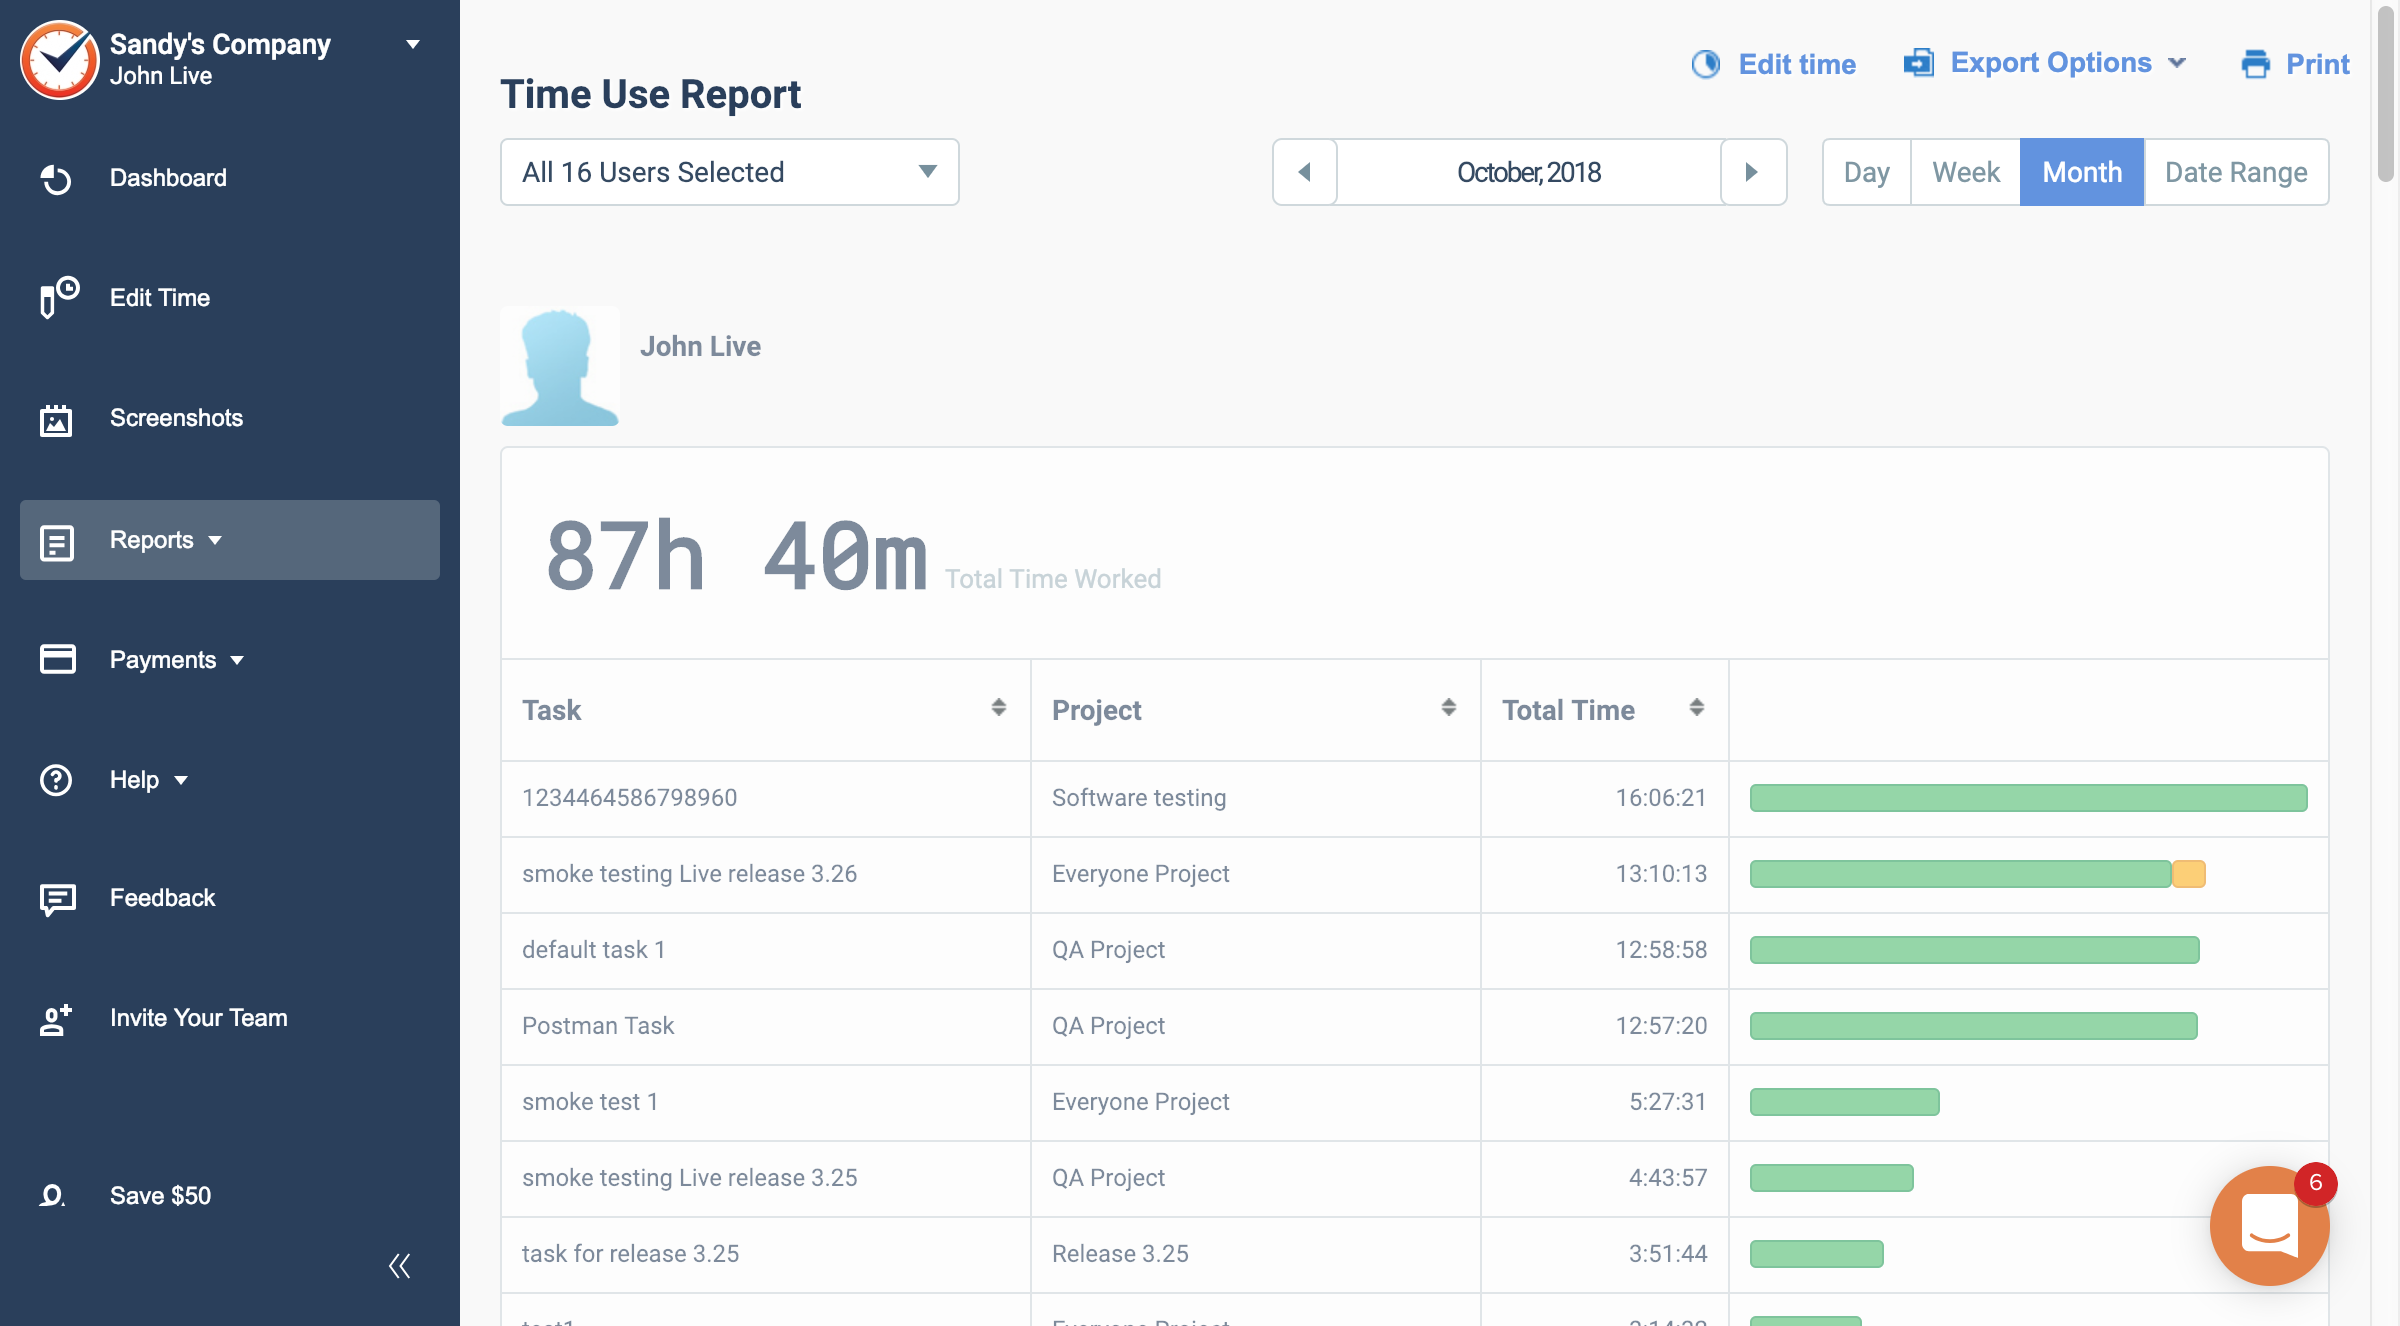 Sandy's Company
John Live
Dashboard
Edit Time
Screenshots
Reports
Payments
Help
Feedback
Invite Your Team
Save $50
Edit time
Export Options
Print
Time Use Report
All 16 Users Selected
October, 2018
Day
Week
Month
Date Range
John Live
87h 40m Total Time Worked
Task Project Total Time
1234464586798960 Software testing 16:06:21
smoke testing Live release 3.26 Everyone Project 13:10:13
default task 1 QA Project 12:58:58
Postman Task QA Project 12:57:20
smoke test 1 Everyone Project 5:27:31
smoke testing Live release 3.25 QA Project 4:43:57
task for release 3.25 Release 3.25 3:51:44
6